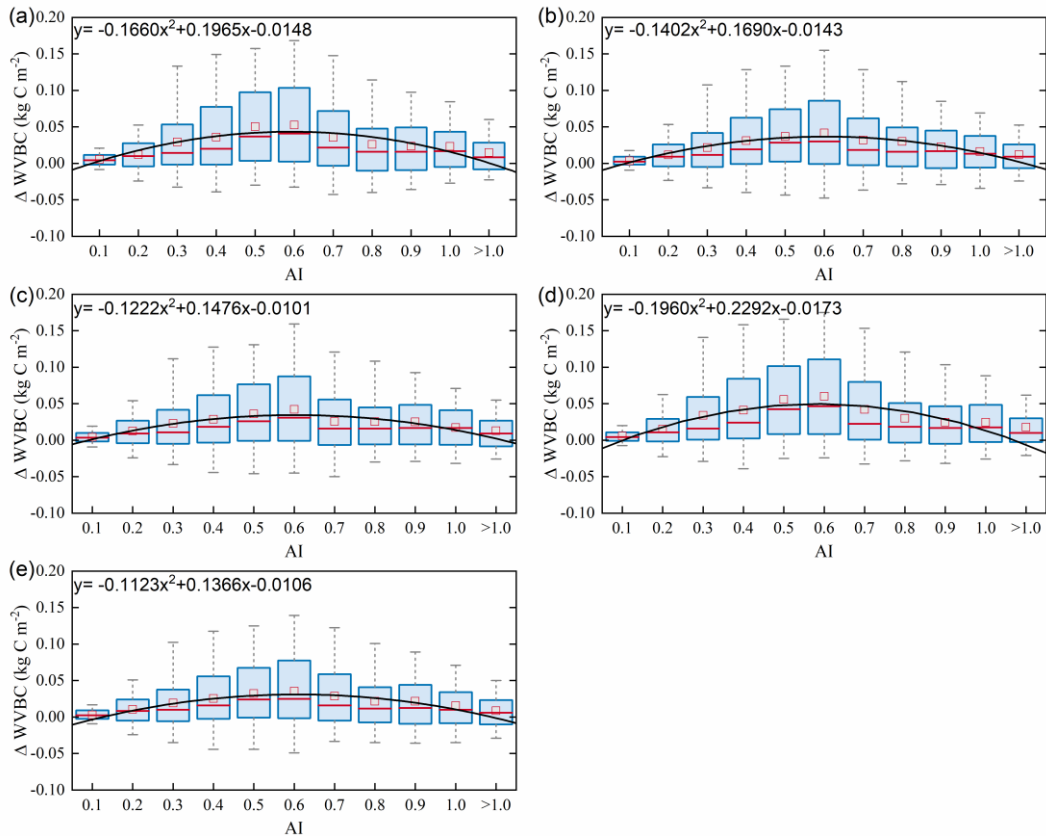 (a)
y= -0.1660x²+0.1965x-0.0148
0.20
0.15
0.10
0.05
0.00
-0.05
-0.10
Δ WVBC (kg C m⁻²)
0.1 0.2 0.3 0.4 0.5 0.6 0.7 0.8 0.9 1.0 >1.0
AI
(b)
y= -0.1402x²+0.1690x-0.0143
0.20
0.15
0.10
0.05
0.00
-0.05
-0.10
Δ WVBC (kg C m⁻²)
0.1 0.2 0.3 0.4 0.5 0.6 0.7 0.8 0.9 1.0 >1.0
AI
(c)
y= -0.1222x²+0.1476x-0.0101
0.20
0.15
0.10
0.05
0.00
-0.05
-0.10
Δ WVBC (kg C m⁻²)
0.1 0.2 0.3 0.4 0.5 0.6 0.7 0.8 0.9 1.0 >1.0
AI
(d)
y= -0.1960x²+0.2292x-0.0173
0.20
0.15
0.10
0.05
0.00
-0.05
-0.10
Δ WVBC (kg C m⁻²)
0.1 0.2 0.3 0.4 0.5 0.6 0.7 0.8 0.9 1.0 >1.0
AI
(e)
y= -0.1123x²+0.1366x-0.0106
0.20
0.15
0.10
0.05
0.00
-0.05
-0.10
Δ WVBC (kg C m⁻²)
0.1 0.2 0.3 0.4 0.5 0.6 0.7 0.8 0.9 1.0 >1.0
AI